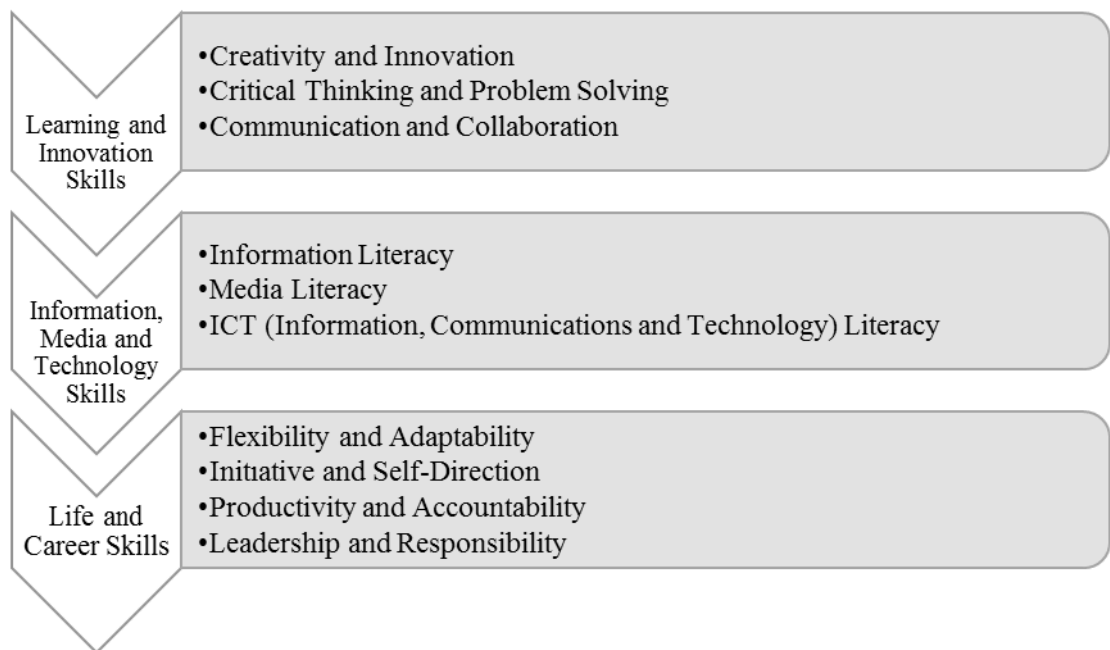 Learning and
Innovation
Skills
•Creativity and Innovation
•Critical Thinking and Problem Solving
•Communication and Collaboration
Information,
Media and
Technology
Skills
•Information Literacy
•Media Literacy
•ICT (Information, Communications and Technology) Literacy
Life and
Career Skills
•Flexibility and Adaptability
•Initıative and Self-Direction
•Productivity and Accountability
•Leadership and Responsibility